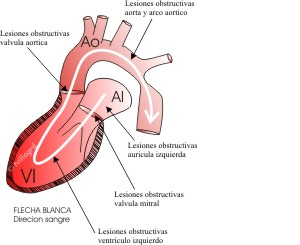 Lesiones obstructivas
aorta y arco aortico
Lesiones obstructivas
valvula aortica
Ao
AI
Lesiones obstructivas
auricula izquierda
VI
Lesiones obstructivas
valvula mitral
FLECHA BLANCA
Direcion sangre
Lesiones obstructivas
ventriculo izquierdo